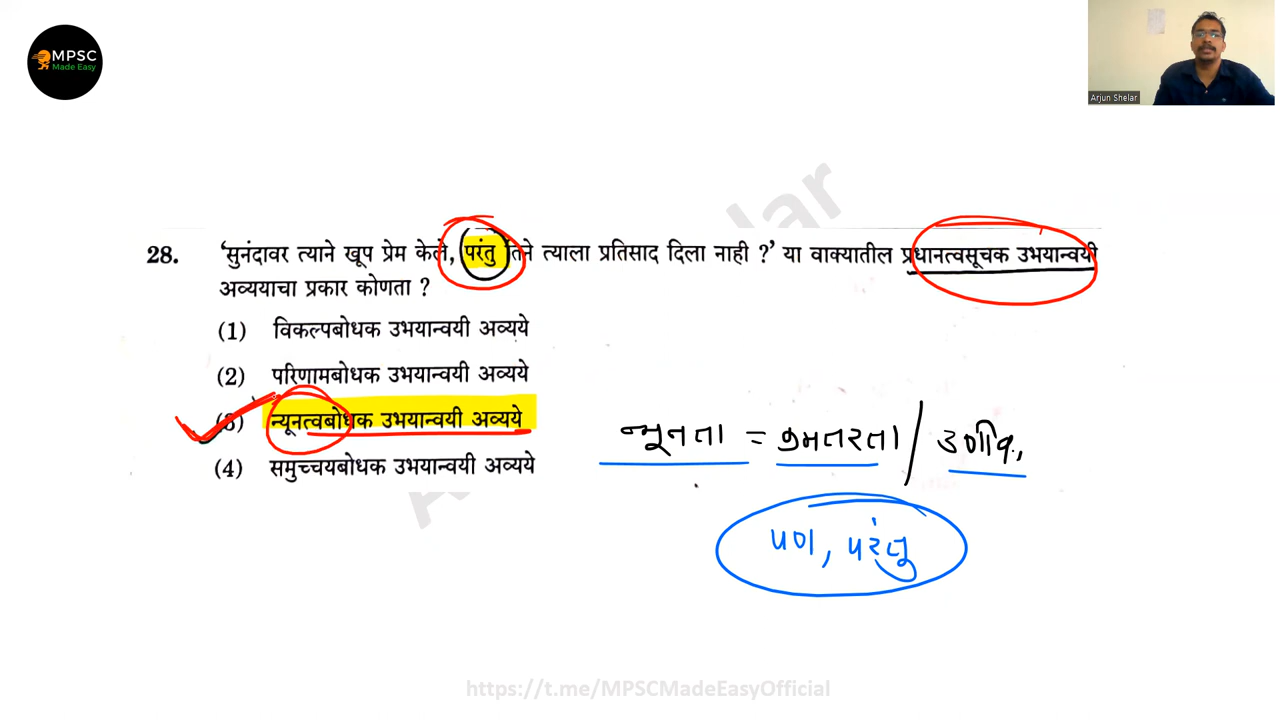 MPSC
Made Easy
Arjun Shelar
28. 'सुनंदावर त्याने खूप प्रेम केले, परंतु तिने त्याला प्रतिसाद दिला नाही ?' या वाक्यातील प्रधानत्वसूचक उभयान्वयी
अव्ययाचा प्रकार कोणता ?
(1) विकल्पबोधक उभयान्वयी अव्यये
(2) परिणामबोधक उभयान्वयी अव्यये
(3) न्यूनत्वबोधक उभयान्वयी अव्यये
(4) समुच्चयबोधक उभयान्वयी अव्यये
न्यूनता = कमतरता / उणीव,
पण, परंतु
https://t.me/MPSCMadeEasyOfficial